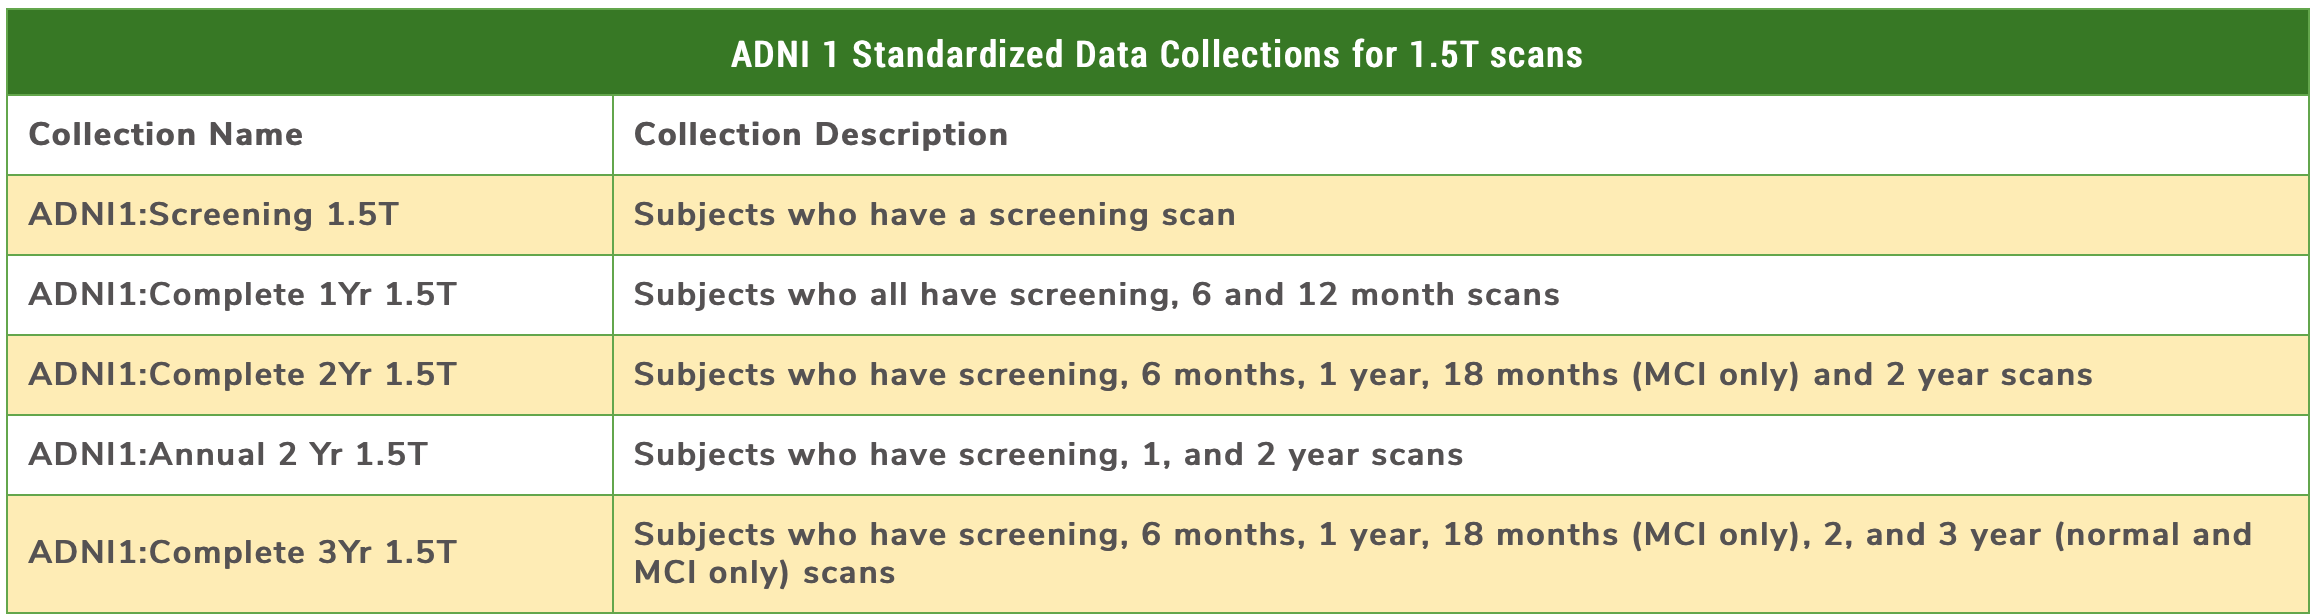 ADNI 1 Standardized Data Collections for 1.5T scans
Collection Name
Collection Description
ADNI1:Screening 1.5T
Subjects who have a screening scan
ADNI1:Complete 1Yr 1.5T
Subjects who all have screening, 6 and 12 month scans
ADNI1:Complete 2Yr 1.5T
Subjects who have screening, 6 months, 1 year, 18 months (MCI only) and 2 year scans
ADNI1:Annual 2 Yr 1.5T
Subjects who have screening, 1, and 2 year scans
ADNI1:Complete 3Yr 1.5T
Subjects who have screening, 6 months, 1 year, 18 months (MCI only), 2, and 3 year (normal and
MCI only) scans